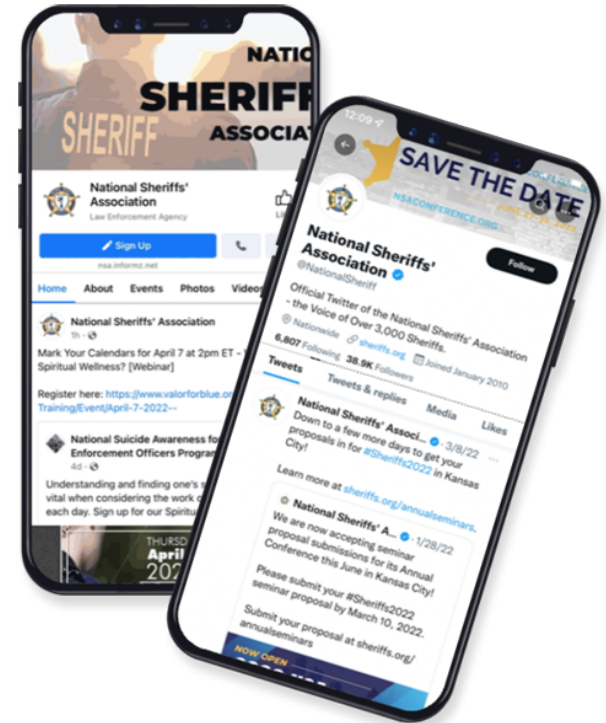 NATIO
SHERIFF
ASSOCIAT
SHERIFF
National Sheriffs'
Association
Law Enforcement Agency
Sign Up
nsa.informz.net
Home About Events Photos Videos
National Sheriffs' Association
1h
Mark Your Calendars for April 7 at 2pm ET -
Spiritual Wellness? [Webinar]
Register here: https://www.valorforblue.or
Training/Event/April-7-2022--
National Suicide Awareness for
Enforcement Officers Program
4d
Understanding and finding one's s
vital when considering the work o
each day. Sign up for our Spiritu
THURSD
April
202
12:09
SAVE THE DATE
NSACONFERENCE.ORG
National Sheriffs'
Association
Follow
@NationalSheriff
Official Twitter of the National Sheriffs' Association
- the Voice of Over 3,000 Sheriffs.
Nationwide sheriffs.org Joined January 2010
6,807 Following 38.9K Followers
Tweets Tweets & replies Media Likes
National Sheriffs' Associ... · 3/8/22
Down to a few more days to get your
proposals in for #Sheriffs2022 in Kansas
City!
Learn more at sheriffs.org/annualseminars.
National Sheriffs' A... · 1/28/22
We are now accepting seminar
proposal submissions for its Annual
Conference this June in Kansas City!
Please submit your #Sheriffs2022
seminar proposal by March 10, 2022.
Submit your proposal at sheriffs.org/
annualseminars
NOW OPEN